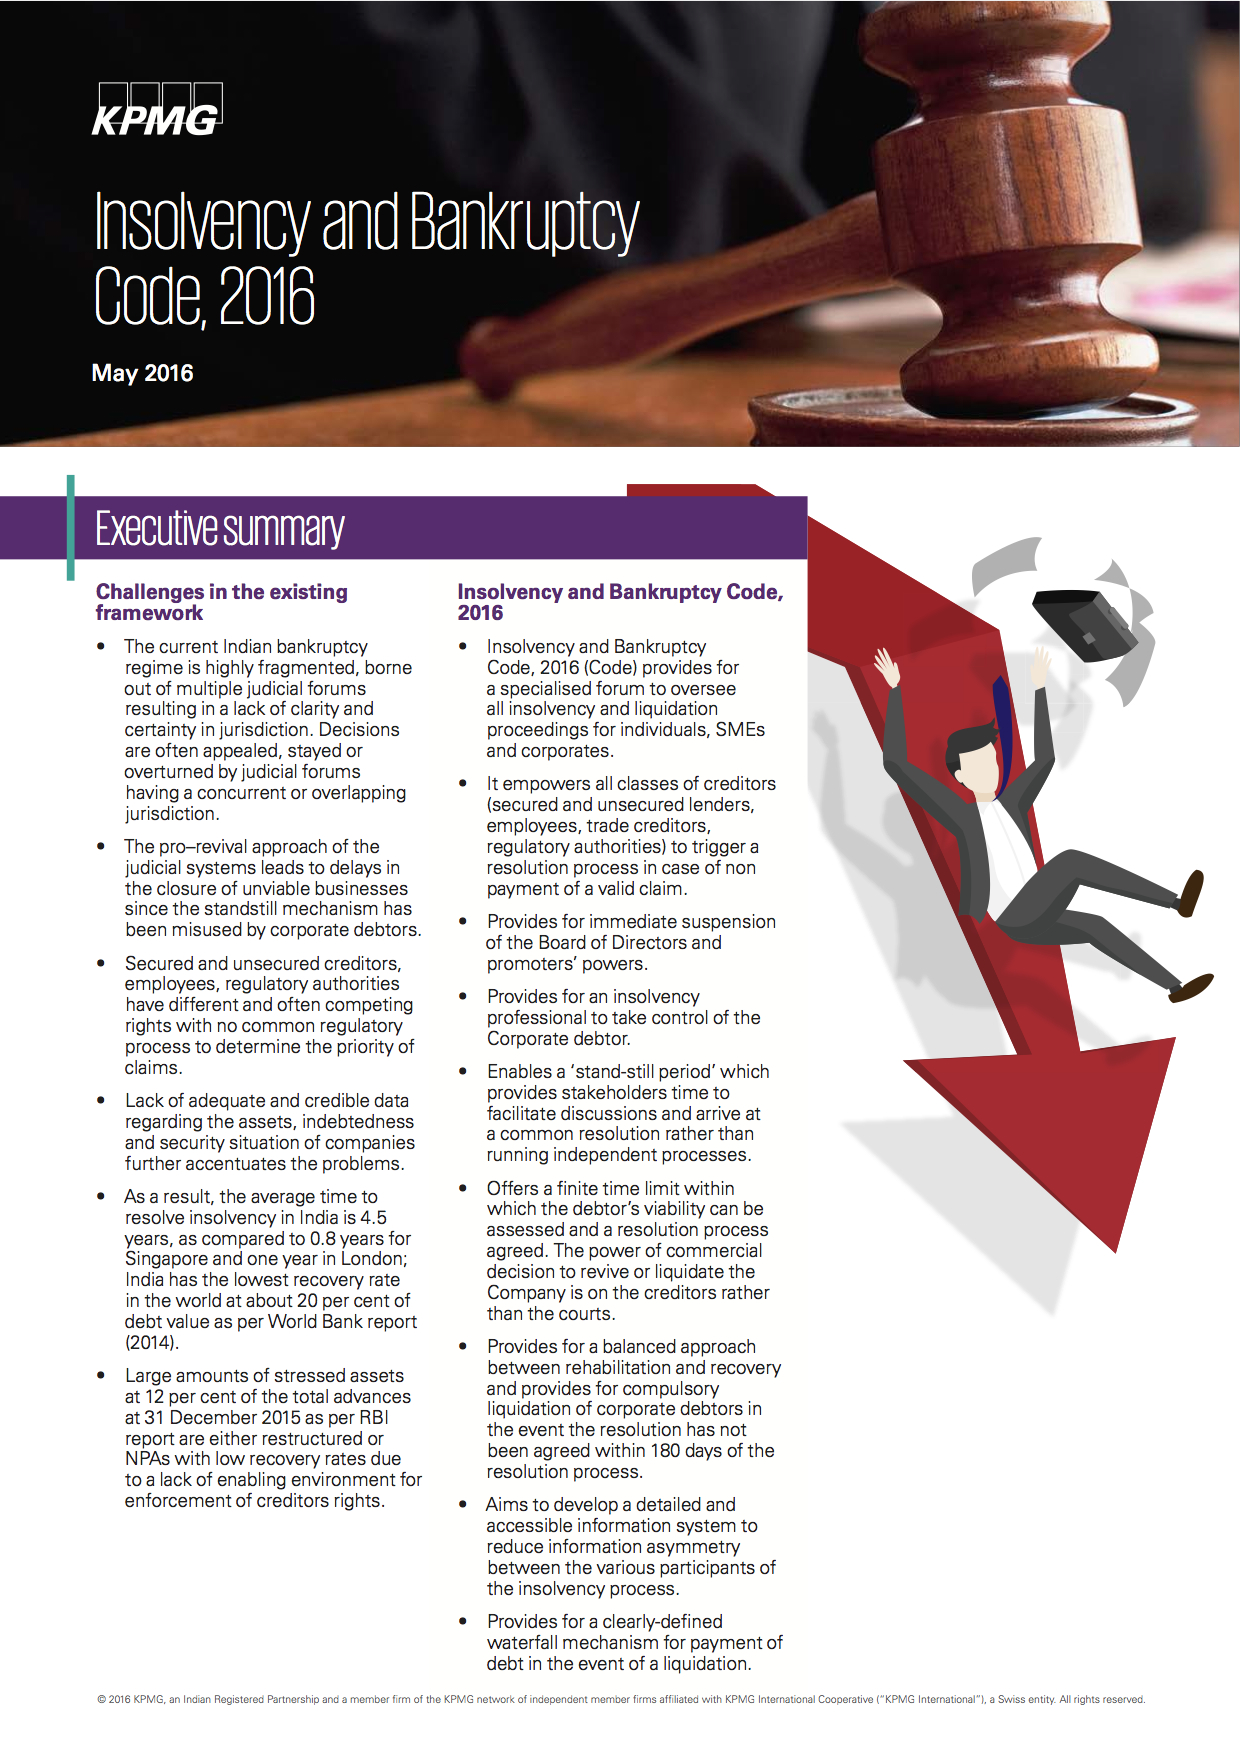 KPMG
Insolvency and Bankruptcy
Code, 2016
May 2016
Executive summary
Challenges in the existing
framework
• The current Indian bankruptcy
regime is highly fragmented, borne
out of multiple judicial forums
resulting in a lack of clarity and
certainty in jurisdiction. Decisions
are often appealed, stayed or
overturned by judicial forums
having a concurrent or overlapping
jurisdiction.
• The pro–revival approach of the
judicial systems leads to delays in
the closure of unviable businesses
since the standstill mechanism has
been misused by corporate debtors.
• Secured and unsecured creditors,
employees, regulatory authorities
have different and often competing
rights with no common regulatory
process to determine the priority of
claims.
• Lack of adequate and credible data
regarding the assets, indebtedness
and security situation of companies
further accentuates the problems.
• As a result, the average time to
resolve insolvency in India is 4.5
years, as compared to 0.8 years for
Singapore and one year in London;
India has the lowest recovery rate
in the world at about 20 per cent of
debt value as per World Bank report
(2014).
• Large amounts of stressed assets
at 12 per cent of the total advances
at 31 December 2015 as per RBI
report are either restructured or
NPAs with low recovery rates due
to a lack of enabling environment for
enforcement of creditors rights.
Insolvency and Bankruptcy Code,
2016
• Insolvency and Bankruptcy
Code, 2016 (Code) provides for
a specialised forum to oversee
all insolvency and liquidation
proceedings for individuals, SMEs
and corporates.
• It empowers all classes of creditors
(secured and unsecured lenders,
employees, trade creditors,
regulatory authorities) to trigger a
resolution process in case of non
payment of a valid claim.
• Provides for immediate suspension
of the Board of Directors and
promoters’ powers.
• Provides for an insolvency
professional to take control of the
Corporate debtor.
• Enables a ‘stand-still period’ which
provides stakeholders time to
facilitate discussions and arrive at
a common resolution rather than
running independent processes.
• Offers a finite time limit within
which the debtor’s viability can be
assessed and a resolution process
agreed. The power of commercial
decision to revive or liquidate the
Company is on the creditors rather
than the courts.
• Provides for a balanced approach
between rehabilitation and recovery
and provides for compulsory
liquidation of corporate debtors in
the event the resolution has not
been agreed within 180 days of the
resolution process.
• Aims to develop a detailed and
accessible information system to
reduce information asymmetry
between the various participants of
the insolvency process.
• Provides for a clearly-defined
waterfall mechanism for payment of
debt in the event of a liquidation.
© 2016 KPMG, an Indian Registered Partnership and a member firm of the KPMG network of independent member firms affiliated with KPMG International Cooperative (“KPMG International”), a Swiss entity. All rights reserved.